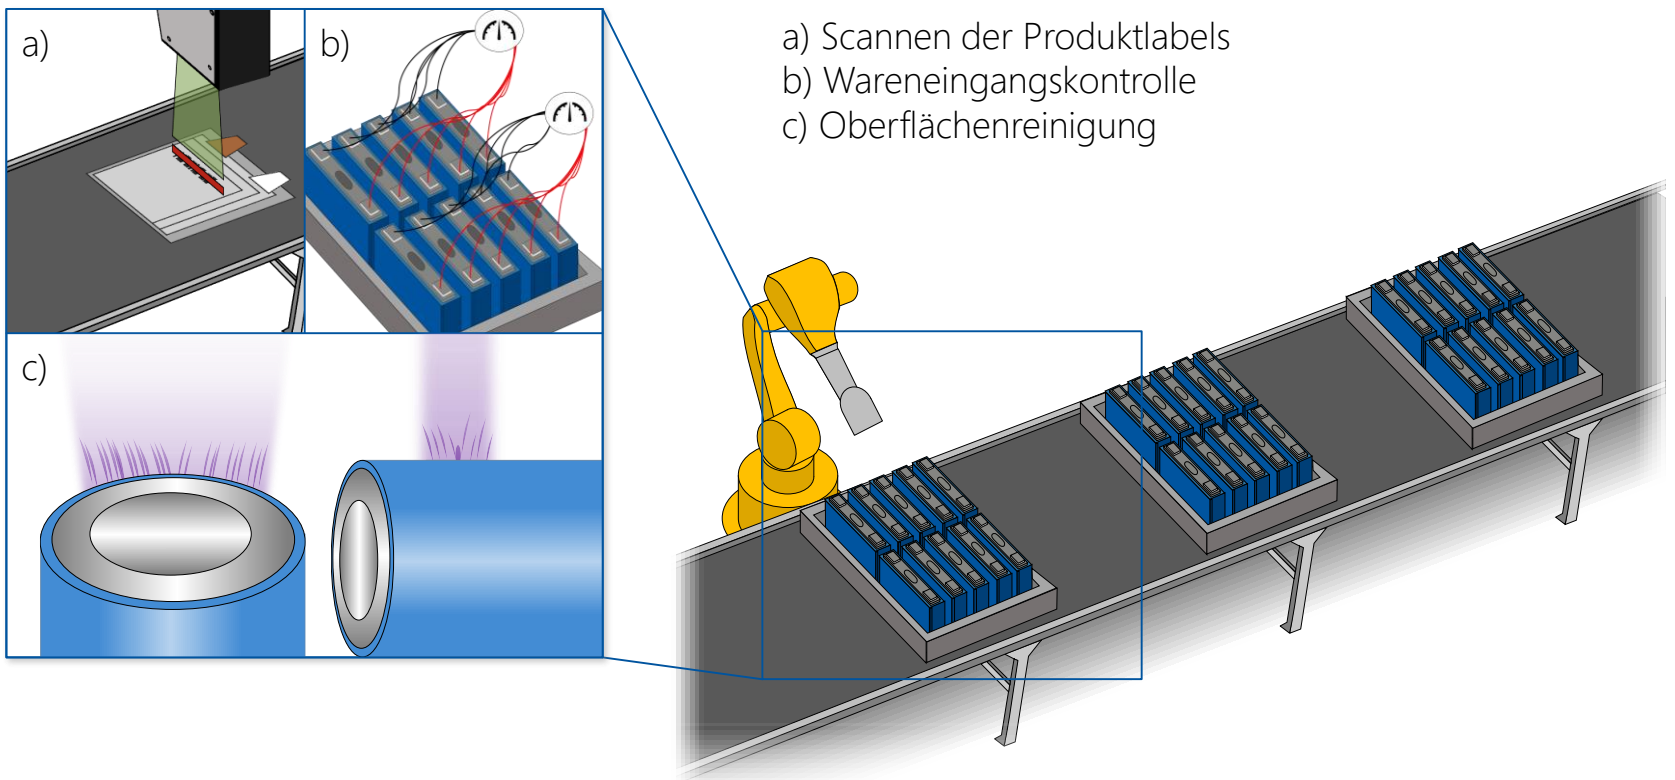 a)
b)
c)
a) Scannen der Produktlabels
b) Wareneingangskontrolle
c) Oberflächenreinigung